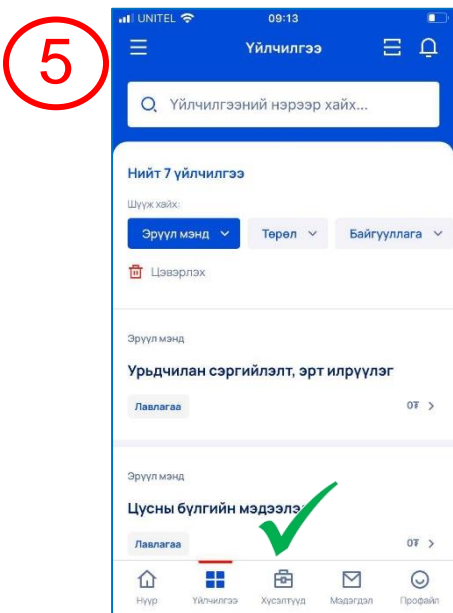 5
UNITEL 09:13
Үйлчилгээ
Үйлчилгээний нэрээр хайх...
Нийт 7 үйлчилгээ
Шүүж хайх:
Эрүүл мэнд Төрөл Байгууллага
Цэвэрлэх
Эрүүл мэнд
Урьдчилан сэргийлэлт, эрт илрүүлэг
Лавлагаа 0₮
Эрүүл мэнд
Цусны бүлгийн мэдээлэл
Лавлагаа 0₮
Нүүр Үйлчилгээ Хүсэлтүүд Мэдэгдэл Профайл